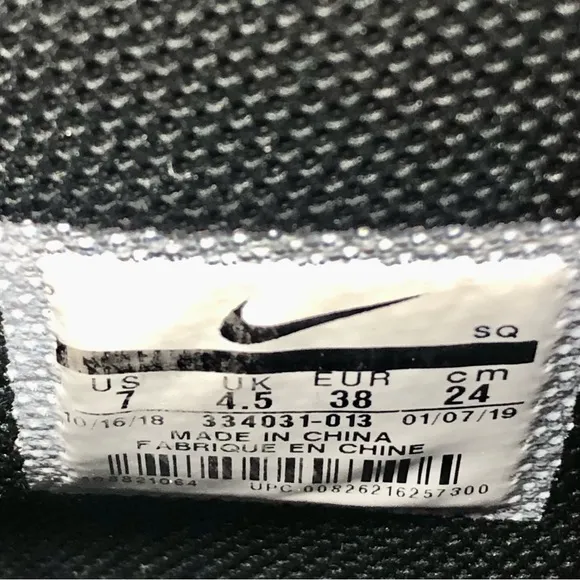 SQ
US UK EUR cm
7 4.5 38 24
10/16/18 334031-013 01/07/19
MADE IN CHINA
FABRIQUE EN CHINE
UPC:00826216257300